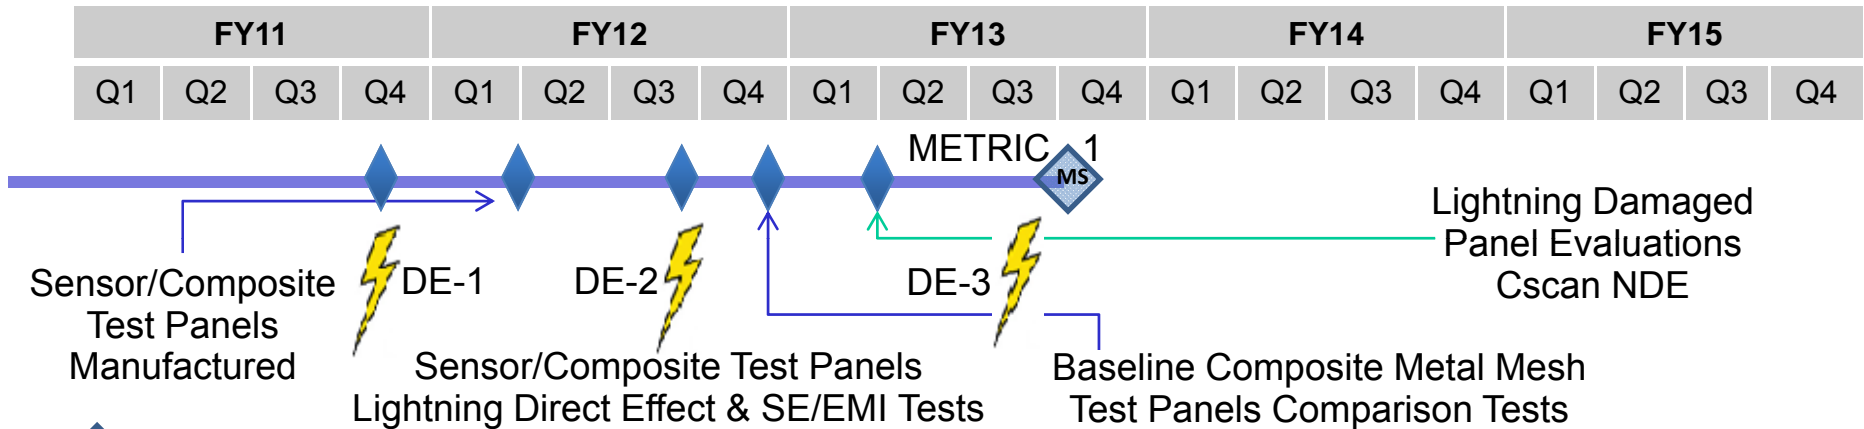 FY11 FY12 FY13 FY14 FY15
Q1 Q2 Q3 Q4 Q1 Q2 Q3 Q4 Q1 Q2 Q3 Q4 Q1 Q2 Q3 Q4 Q1 Q2 Q3 Q4
METRIC 1
MS
Lightning Damaged
Panel Evaluations
Cscan NDE
Sensor/Composite
Test Panels
Manufactured
DE-1
DE-2
DE-3
Sensor/Composite Test Panels
Lightning Direct Effect & SE/EMI Tests
Baseline Composite Metal Mesh
Test Panels Comparison Tests